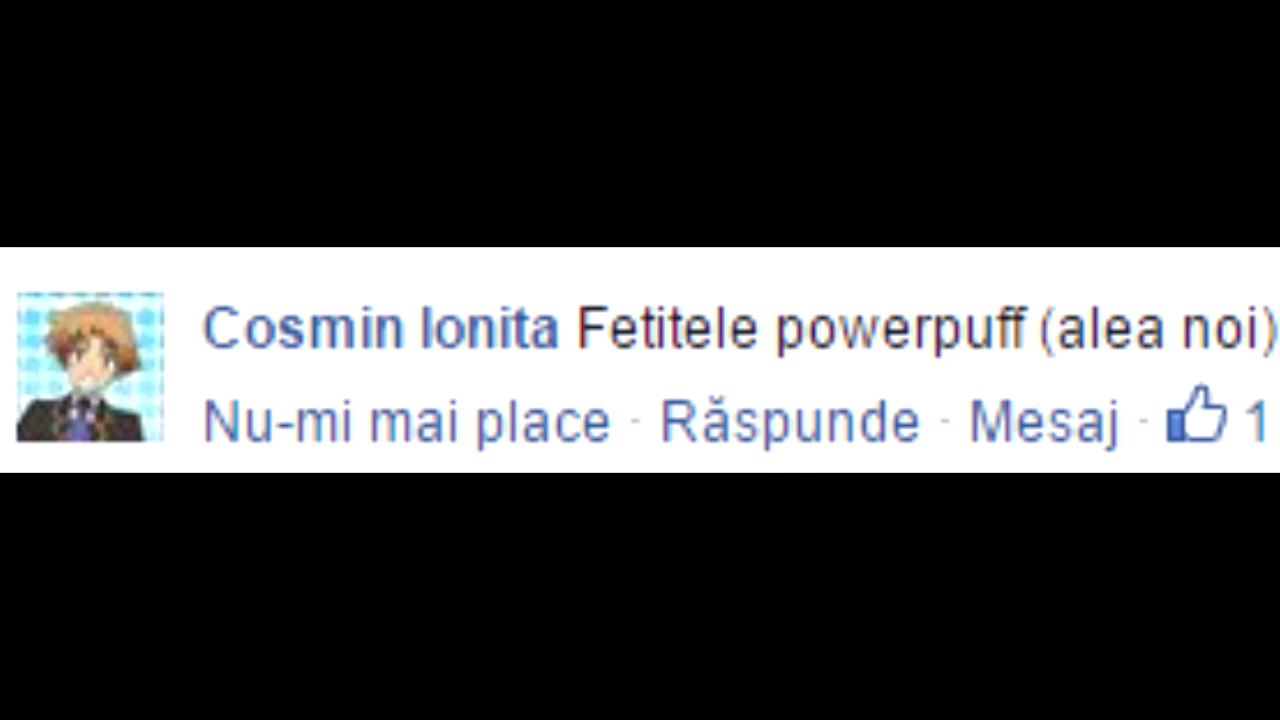 Cosmin Ionita Fetitele powerpuff (alea noi)
Nu-mi mai place · Răspunde · Mesaj · 1